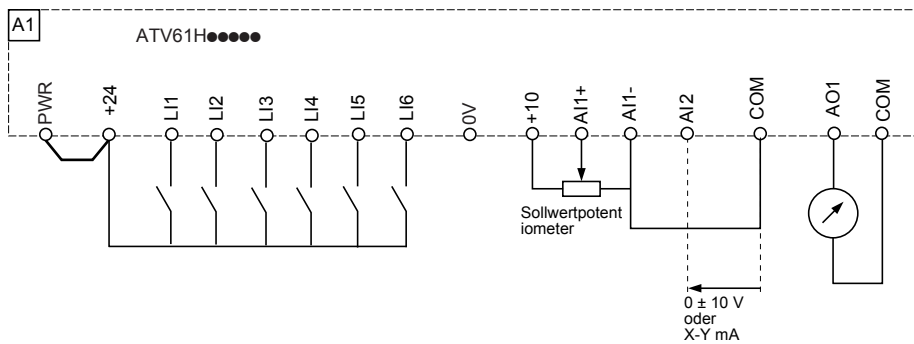 A1
ATV61H●●●●●
PWR
+24
LI1
LI2
LI3
LI4
LI5
LI6
0V
+10
AI1+
AI1-
AI2
COM
AO1
COM
Sollwertpotent
iometer
0 ± 10 V
oder
X-Y mA